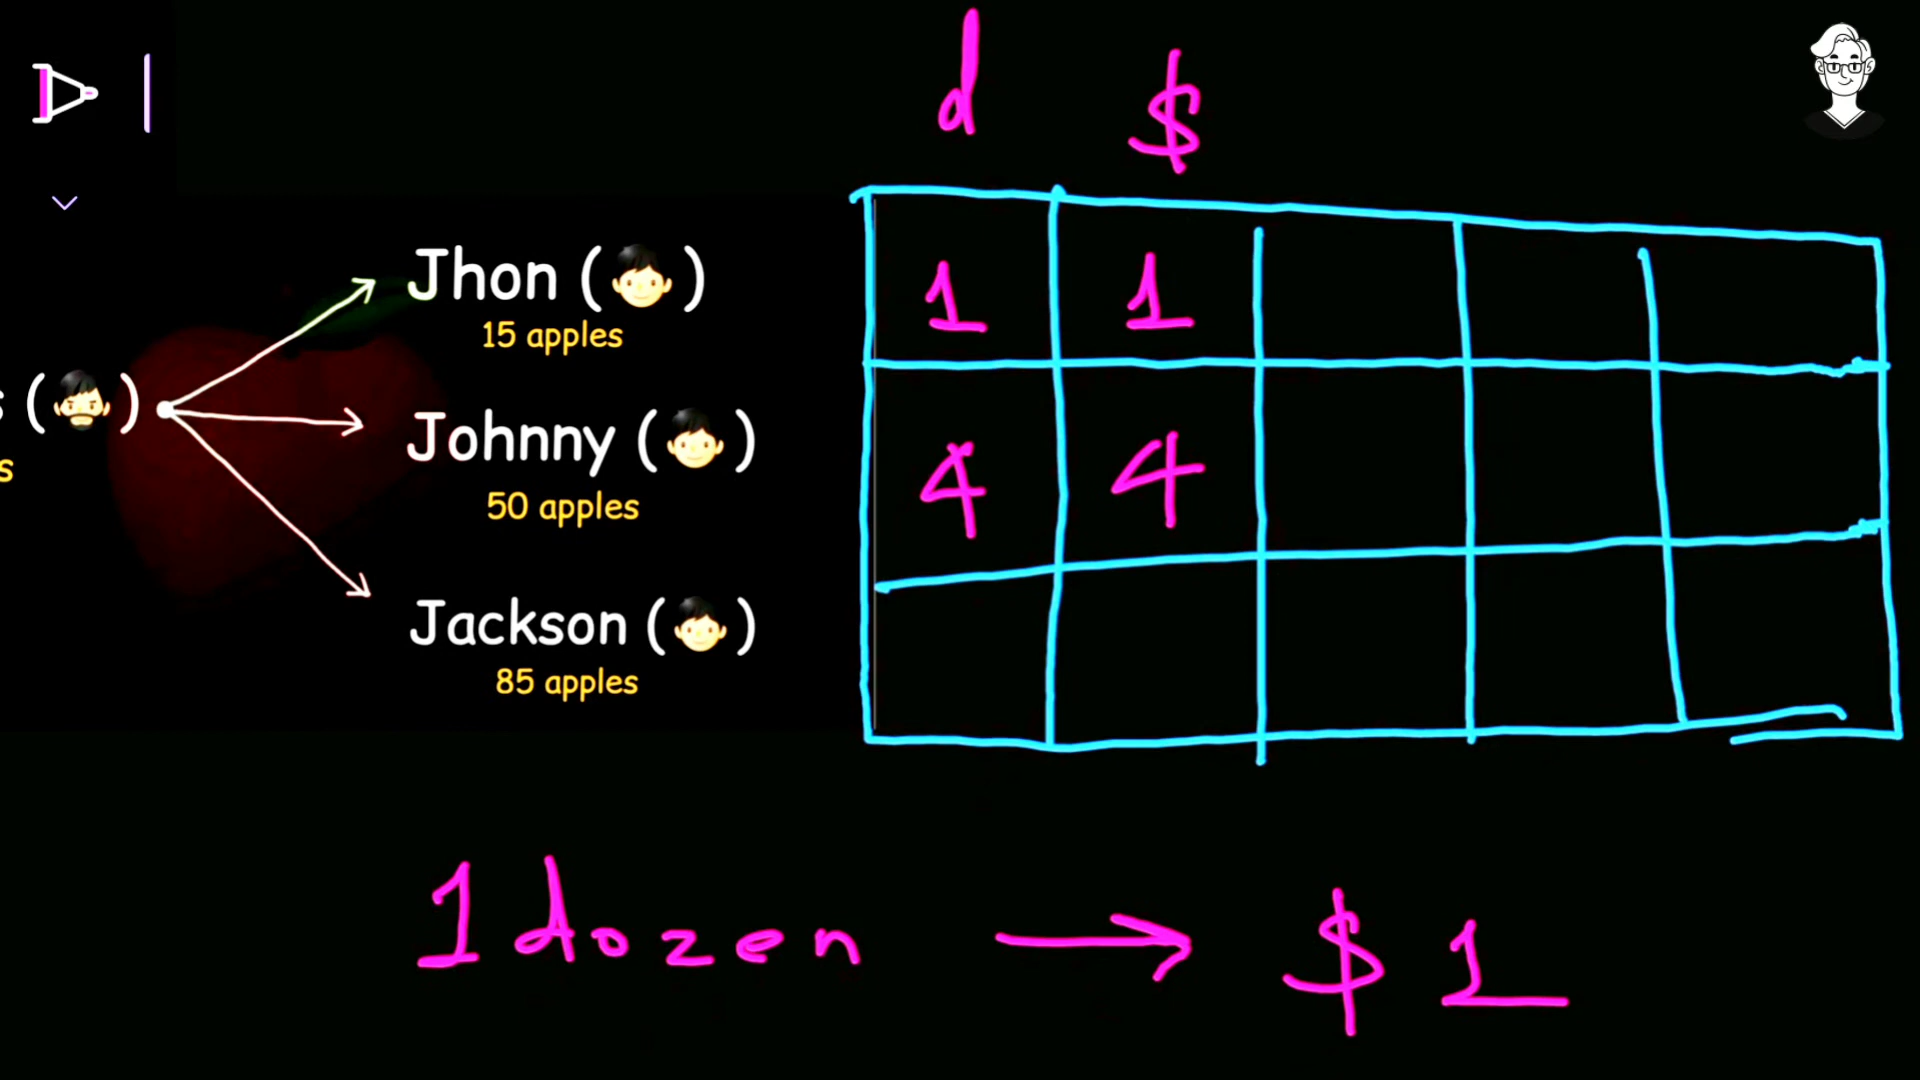 d $
Jhon ( )
15 apples
1 1
s ( )
Johnny ( )
s
50 apples
4 4
Jackson ( )
85 apples
1 dozen → $ 1